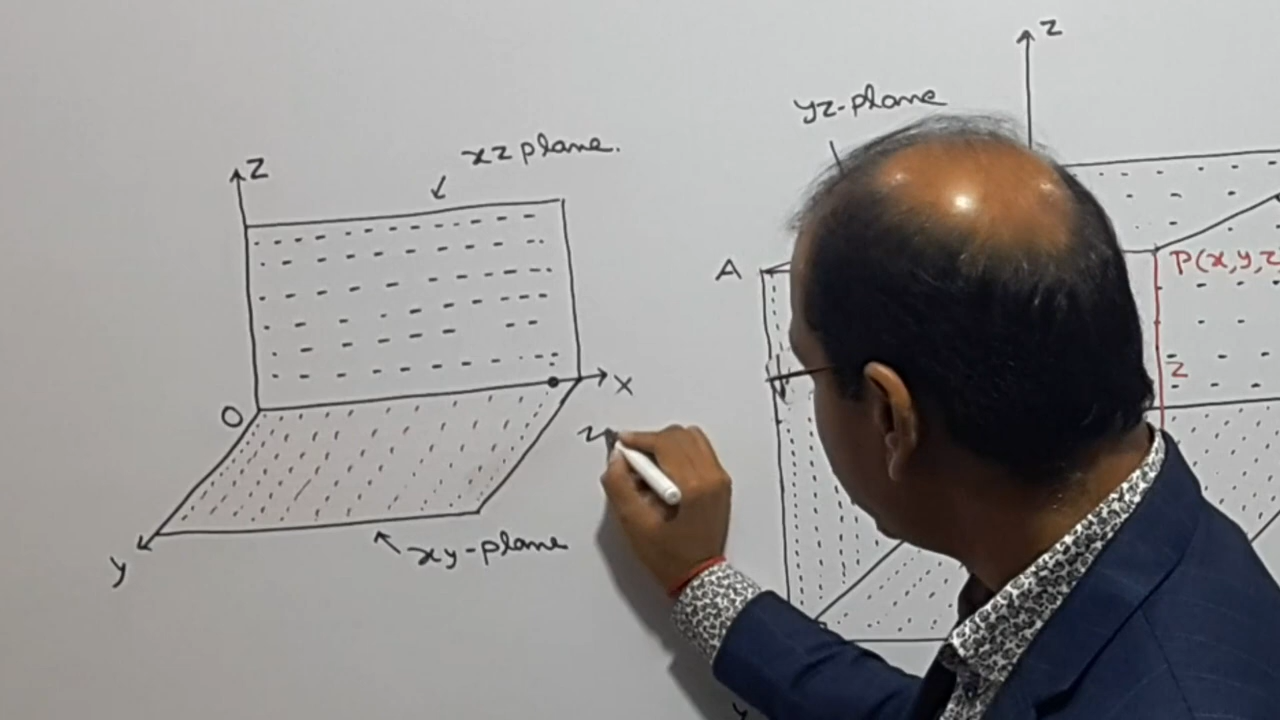 z
xz plane.
x
O
y
xy-plane
z
yz-plane
A
P(x,y,z
z